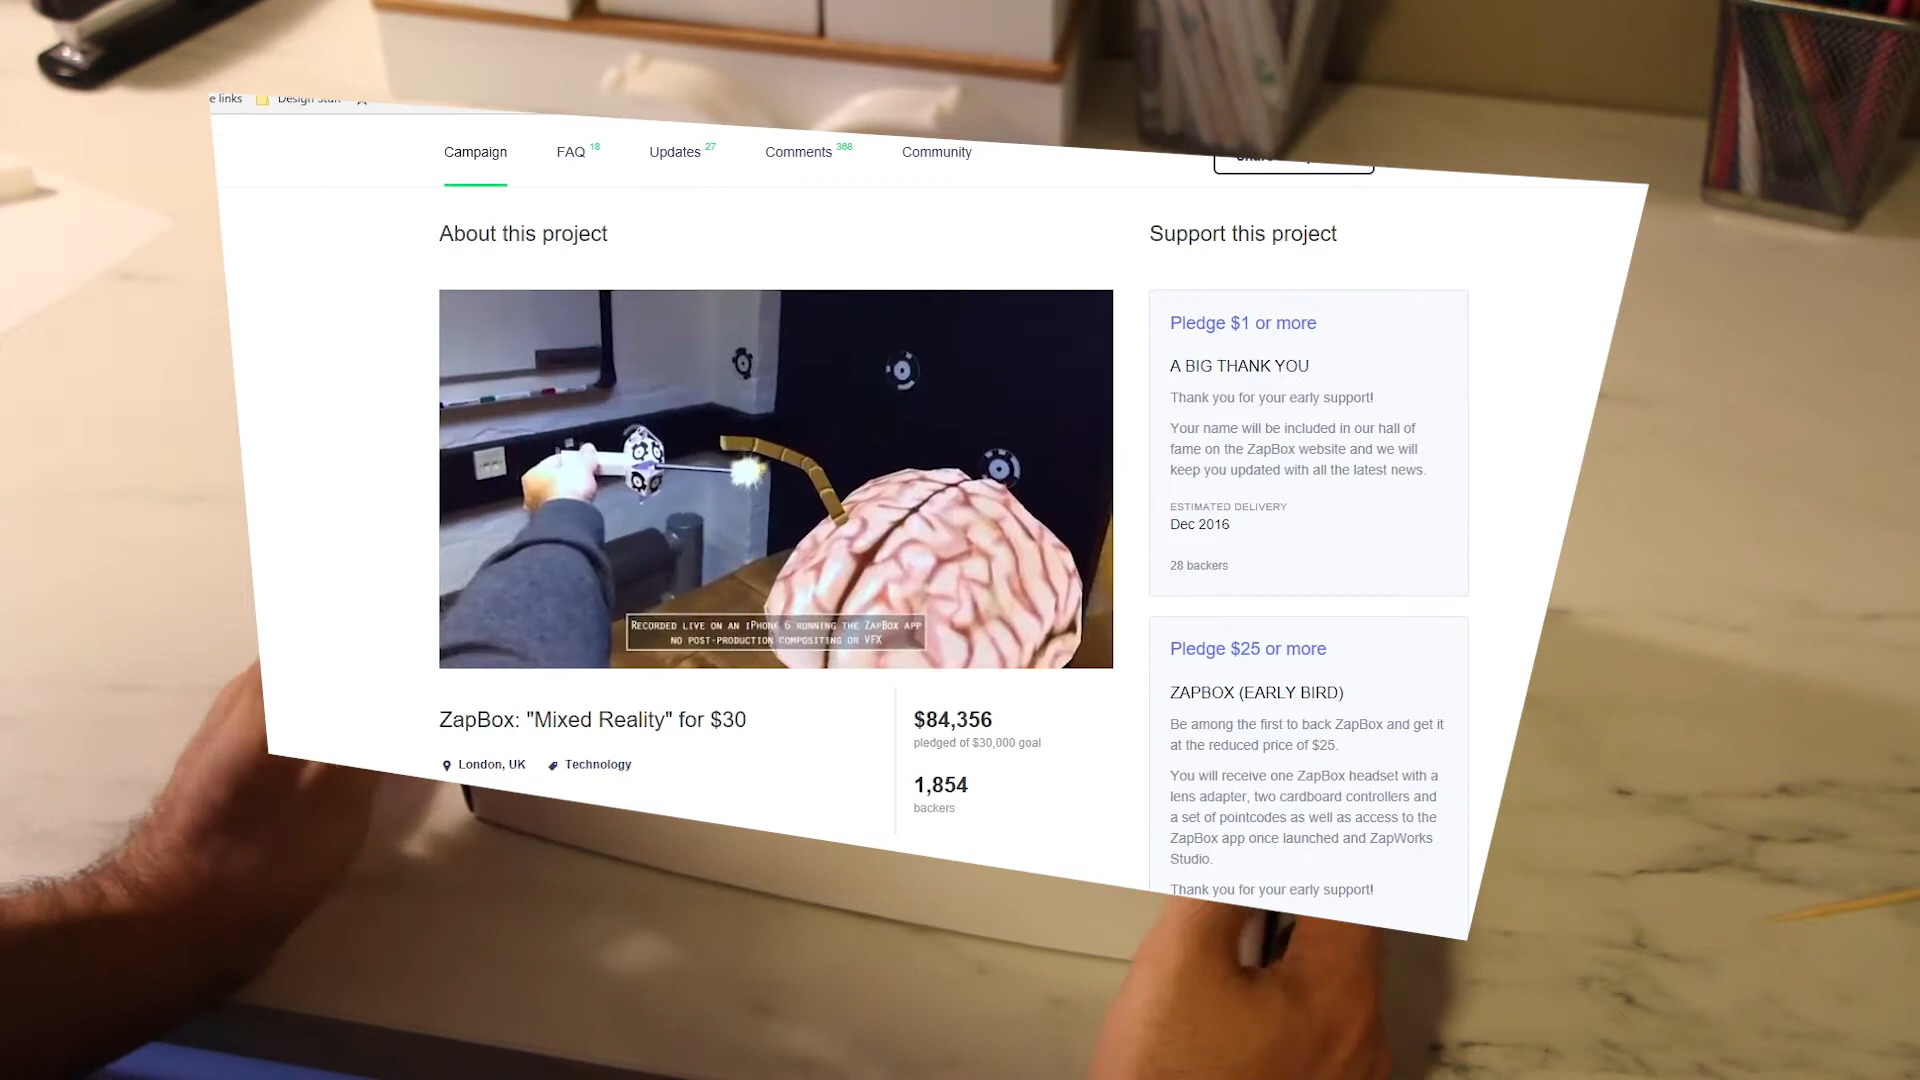 e links
Campaign FAQ 18 Updates 27 Comments 368 Community
About this project
Support this project
RECORDED LIVE ON AN IPHONE 6 RUNNING THE ZAPBOX APP
NO POST-PRODUCTION COMPOSITING OR VFX
ZapBox: "Mixed Reality" for $30
London, UK Technology
$84,356
pledged of $30,000 goal
1,854
backers
Pledge $1 or more
A BIG THANK YOU
Thank you for your early support!
Your name will be included in our hall of
fame on the ZapBox website and we will
keep you updated with all the latest news.
ESTIMATED DELIVERY
Dec 2016
28 backers
Pledge $25 or more
ZAPBOX (EARLY BIRD)
Be among the first to back ZapBox and get it
at the reduced price of $25.
You will receive one ZapBox headset with a
lens adapter, two cardboard controllers and
a set of pointcodes as well as access to the
ZapBox app once launched and ZapWorks
Studio.
Thank you for your early support!